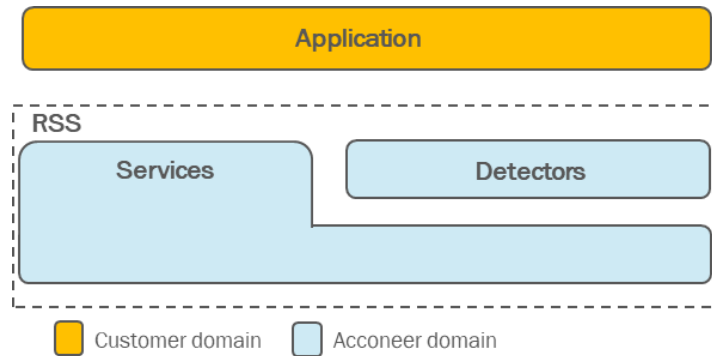 Application
RSS
Services
Detectors
Customer domain
Acconeer domain